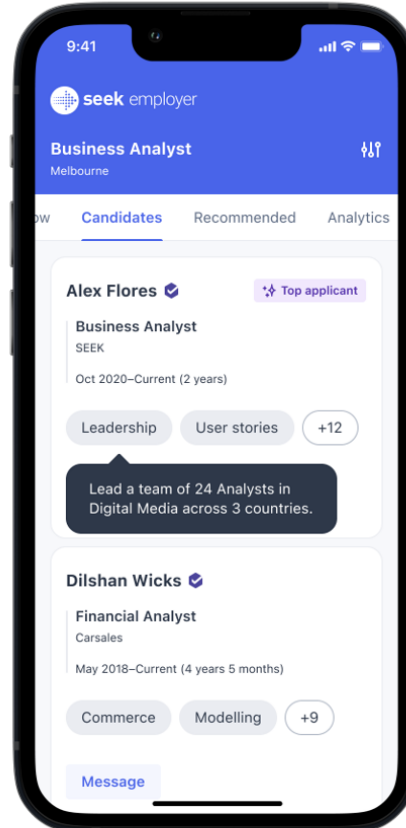 9:41
seek employer
Business Analyst
Melbourne
ow Candidates Recommended Analytics
Alex Flores
Top applicant
Business Analyst
SEEK
Oct 2020–Current (2 years)
Leadership User stories +12
Lead a team of 24 Analysts in
Digital Media across 3 countries.
Dilshan Wicks
Financial Analyst
Carsales
May 2018–Current (4 years 5 months)
Commerce Modelling +9
Message